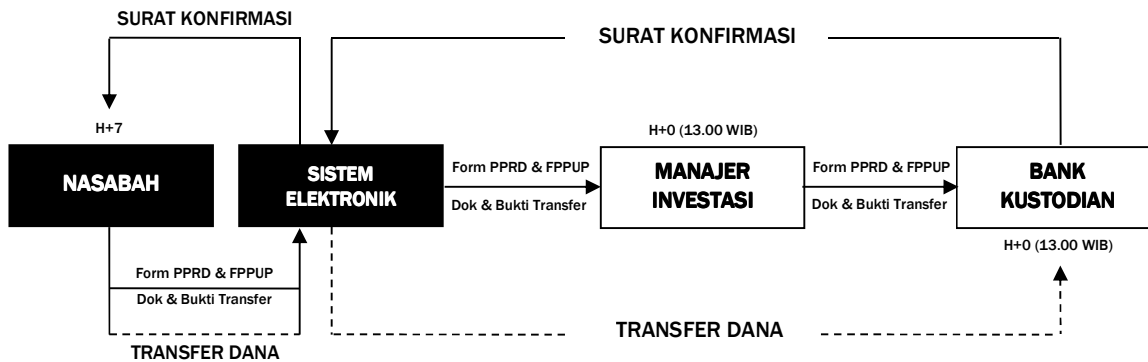 SURAT KONFIRMASI
SURAT KONFIRMASI
H+7
H+0 (13.00 WIB)
NASABAH
SISTEM
ELEKTRONIK
Form PPRD & FPPUP
Dok & Bukti Transfer
MANAJER
INVESTASI
Form PPRD & FPPUP
Dok & Bukti Transfer
BANK
KUSTODIAN
H+0 (13.00 WIB)
Form PPRD & FPPUP
Dok & Bukti Transfer
TRANSFER DANA
TRANSFER DANA